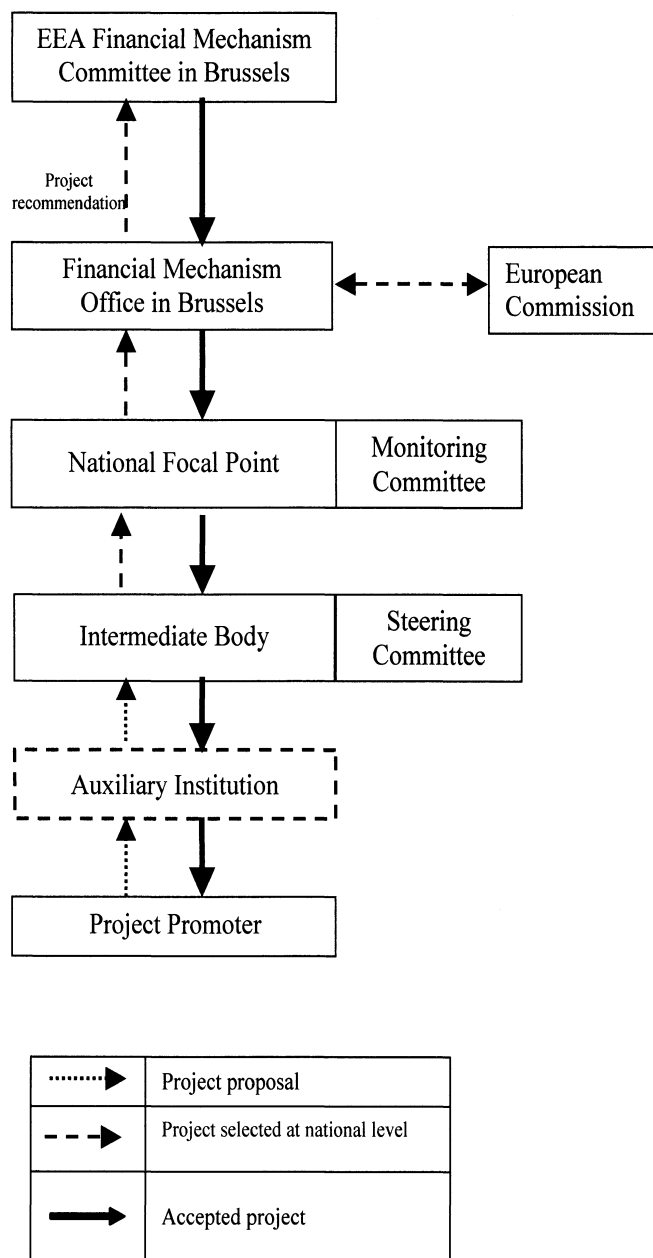 EEA Financial Mechanism
Committee in Brussels
Project
recommendation
Financial Mechanism
Office in Brussels
European
Commission
National Focal Point
Monitoring
Committee
Intermediate Body
Steering
Committee
Auxiliary Institution
Project Promoter
Project proposal
Project selected at national level
Accepted project